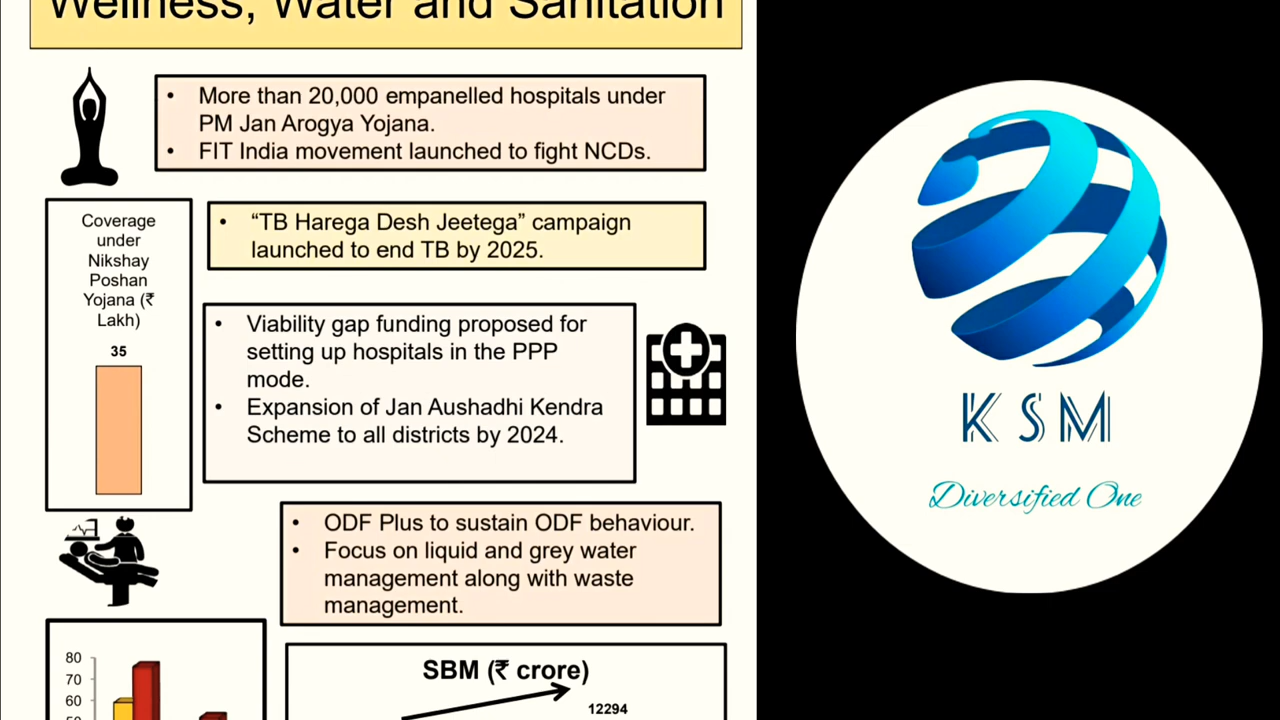 Wellness, Water and Sanitation
• More than 20,000 empanelled hospitals under
PM Jan Arogya Yojana.
• FIT India movement launched to fight NCDs.
Coverage
under
Nikshay
Poshan
Yojana (₹
Lakh)
35
• “TB Harega Desh Jeetega” campaign
launched to end TB by 2025.
• Viability gap funding proposed for
setting up hospitals in the PPP
mode.
• Expansion of Jan Aushadhi Kendra
Scheme to all districts by 2024.
• ODF Plus to sustain ODF behaviour.
• Focus on liquid and grey water
management along with waste
management.
80
70
60
SBM (₹ crore)
12294
KSM
Diversified One